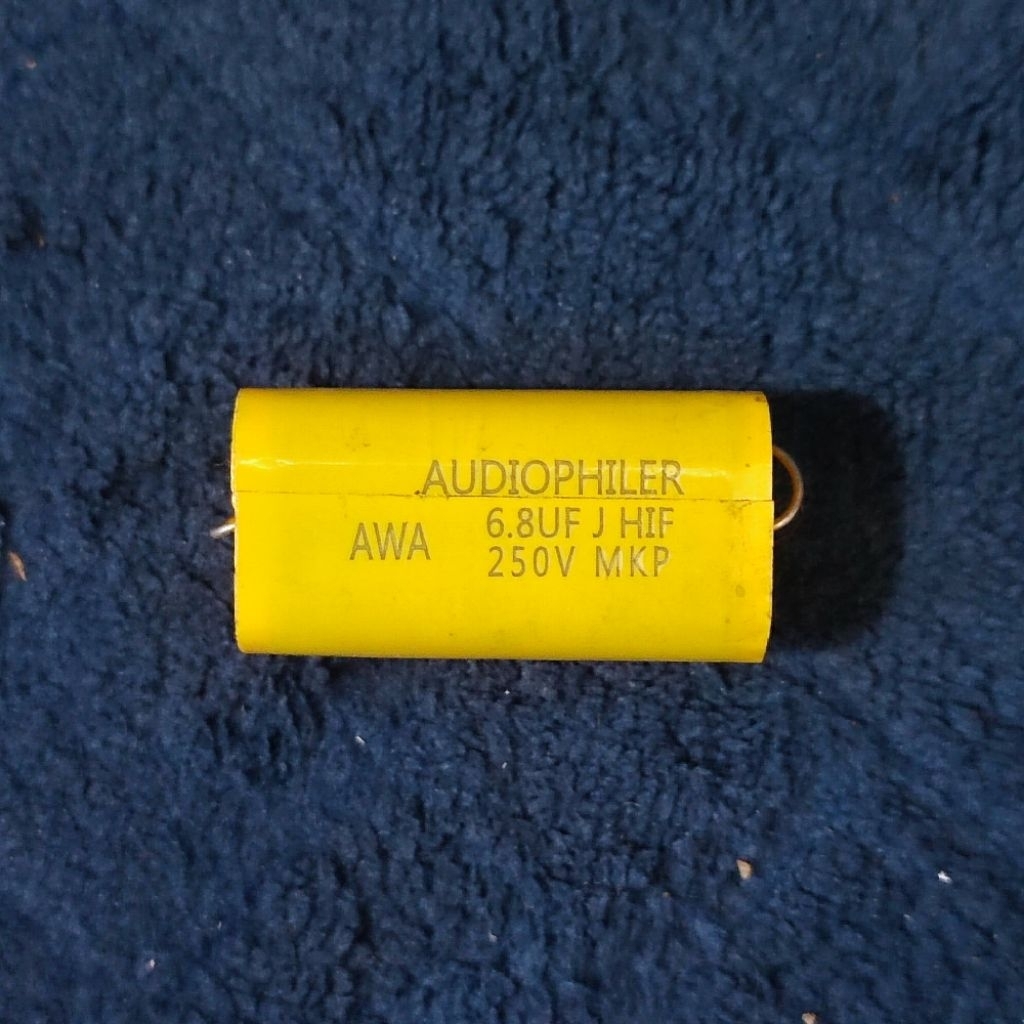 AUDIOPHILER
AWA
6.8UF J HIF
250V MKP